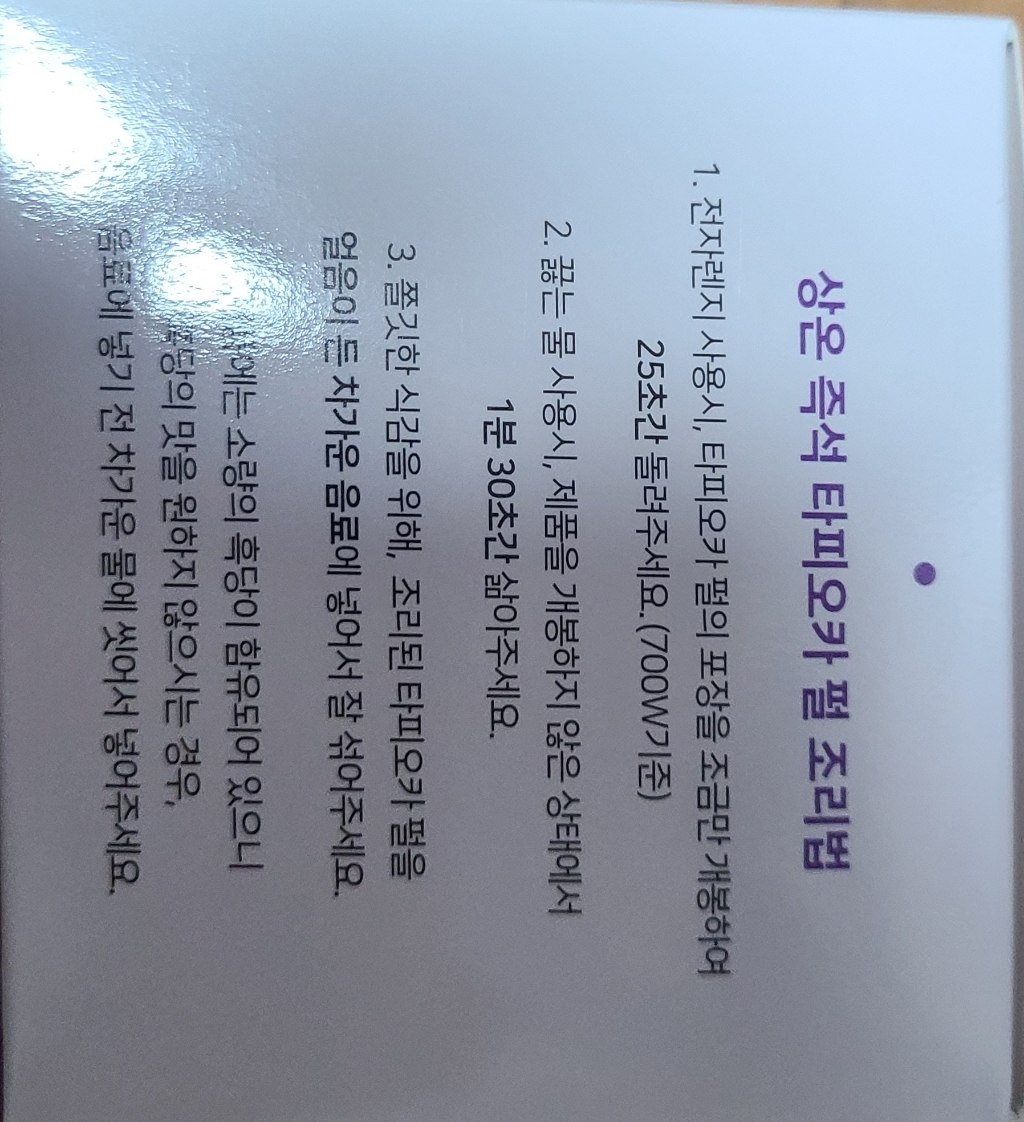 상온 즉석 타피오카 펄 조리법
1. 전자렌지 사용시, 타피오카 펄의 포장을 조금만 개봉하여
25초간 돌려주세요. (700W기준)
2. 끓는 물 사용시, 제품을 개봉하지 않은 상태에서
1분 30초간 삶아주세요.
3. 쫄깃한 식감을 위해, 조리된 타피오카 펄을
얼음이 든 차가운 음료에 넣어서 잘 섞어주세요.
소량의 흑당이 함유되어 있으니
맛을 원하지 않으시는 경우,
음료에 넣기 전 차가운 물에 씻어서 넣어주세요.